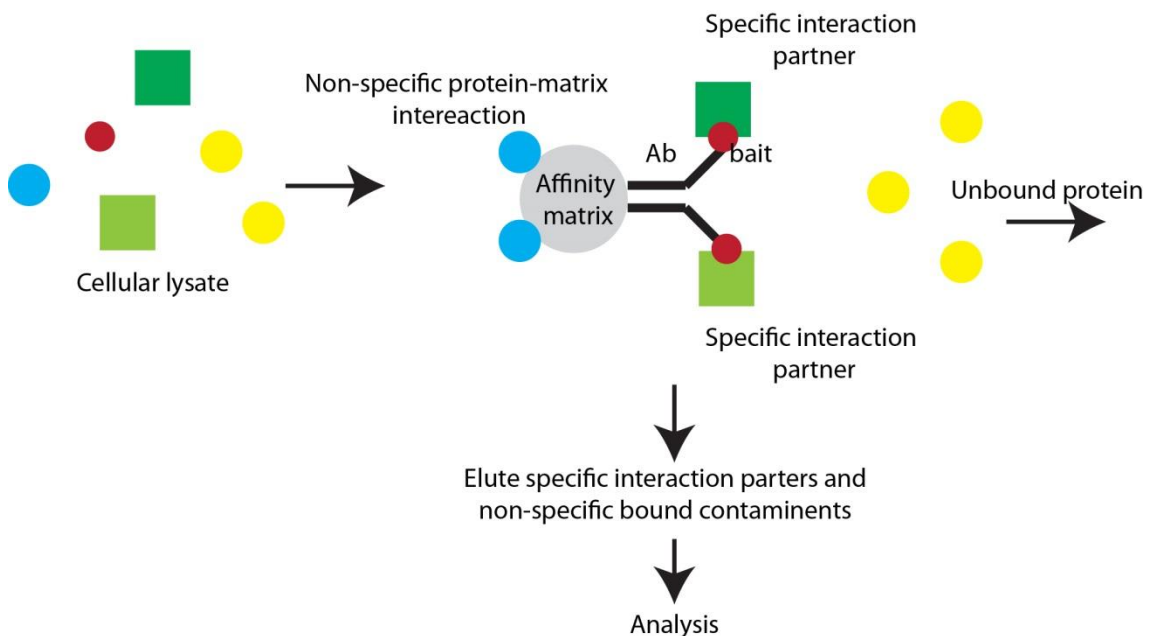 Specific interaction
partner
Non-specific protein-matrix
intereaction
Ab
bait
Affinity
matrix
Unbound protein
Cellular lysate
Specific interaction
partner
Elute specific interaction parters and
non-specific bound contaminents
Analysis